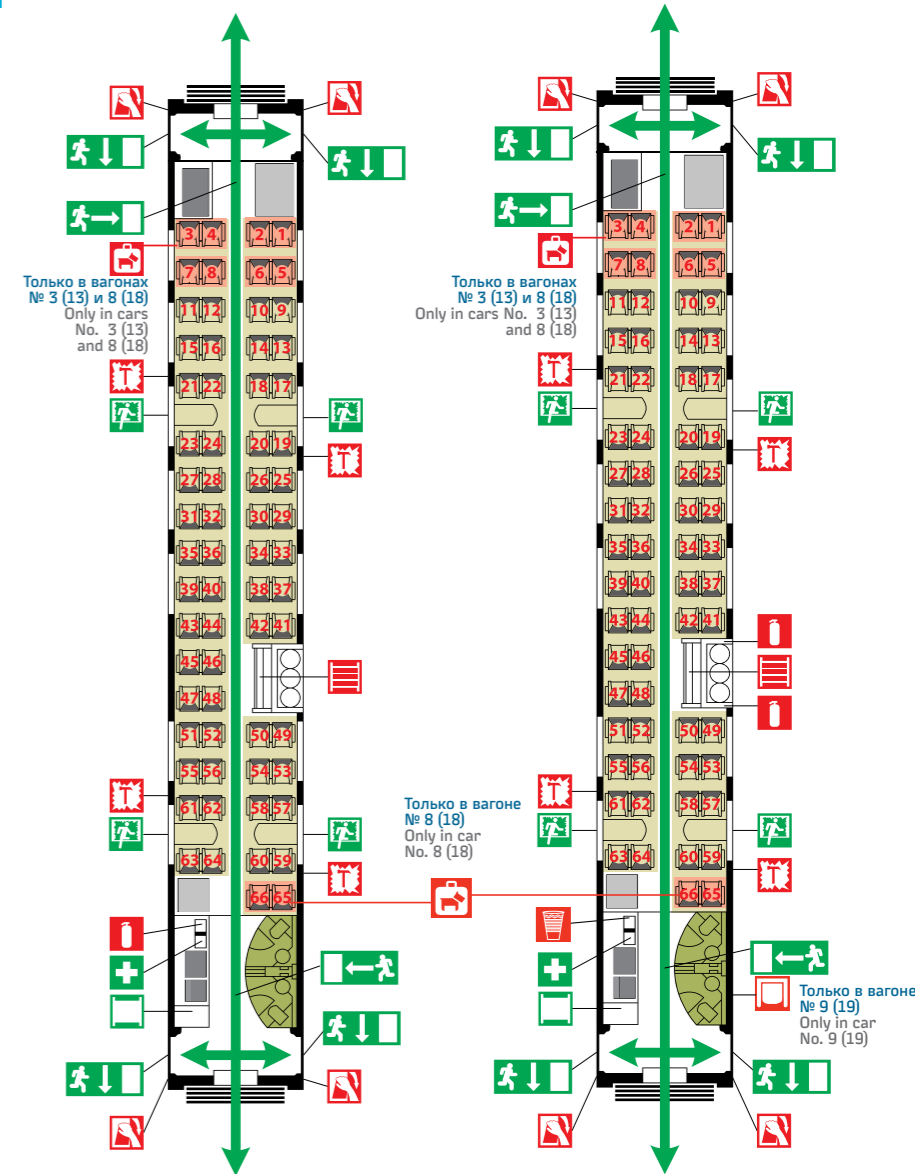 3 4 2 1
7 8 6 5
Только в вагонах
№ 3 (13) и 8 (18)
Only in cars
No. 3 (13)
and 8 (18)
11 12 10 9
15 16 14 13
T
21 22 18 17
23 24 20 19
T
27 28 26 25
31 32 30 29
35 36 34 33
39 40 38 37
43 44 42 41
45 46
47 48
51 52 50 49
55 56 54 53
T
61 62 58 57
63 64 60 59
T
66 65
Только в вагоне
№ 8 (18)
Only in car
No. 8 (18)
3 4 2 1
7 8 6 5
Только в вагонах
№ 3 (13) и 8 (18)
Only in cars No. 3 (13)
and 8 (18)
11 12 10 9
15 16 14 13
T
21 22 18 17
23 24 20 19
T
27 28 26 25
31 32 30 29
35 36 34 33
39 40 38 37
43 44 42 41
45 46
47 48
51 52 50 49
55 56 54 53
T
61 62 58 57
63 64 60 59
T
66 65
Только в вагоне
№ 9 (19)
Only in car
No. 9 (19)